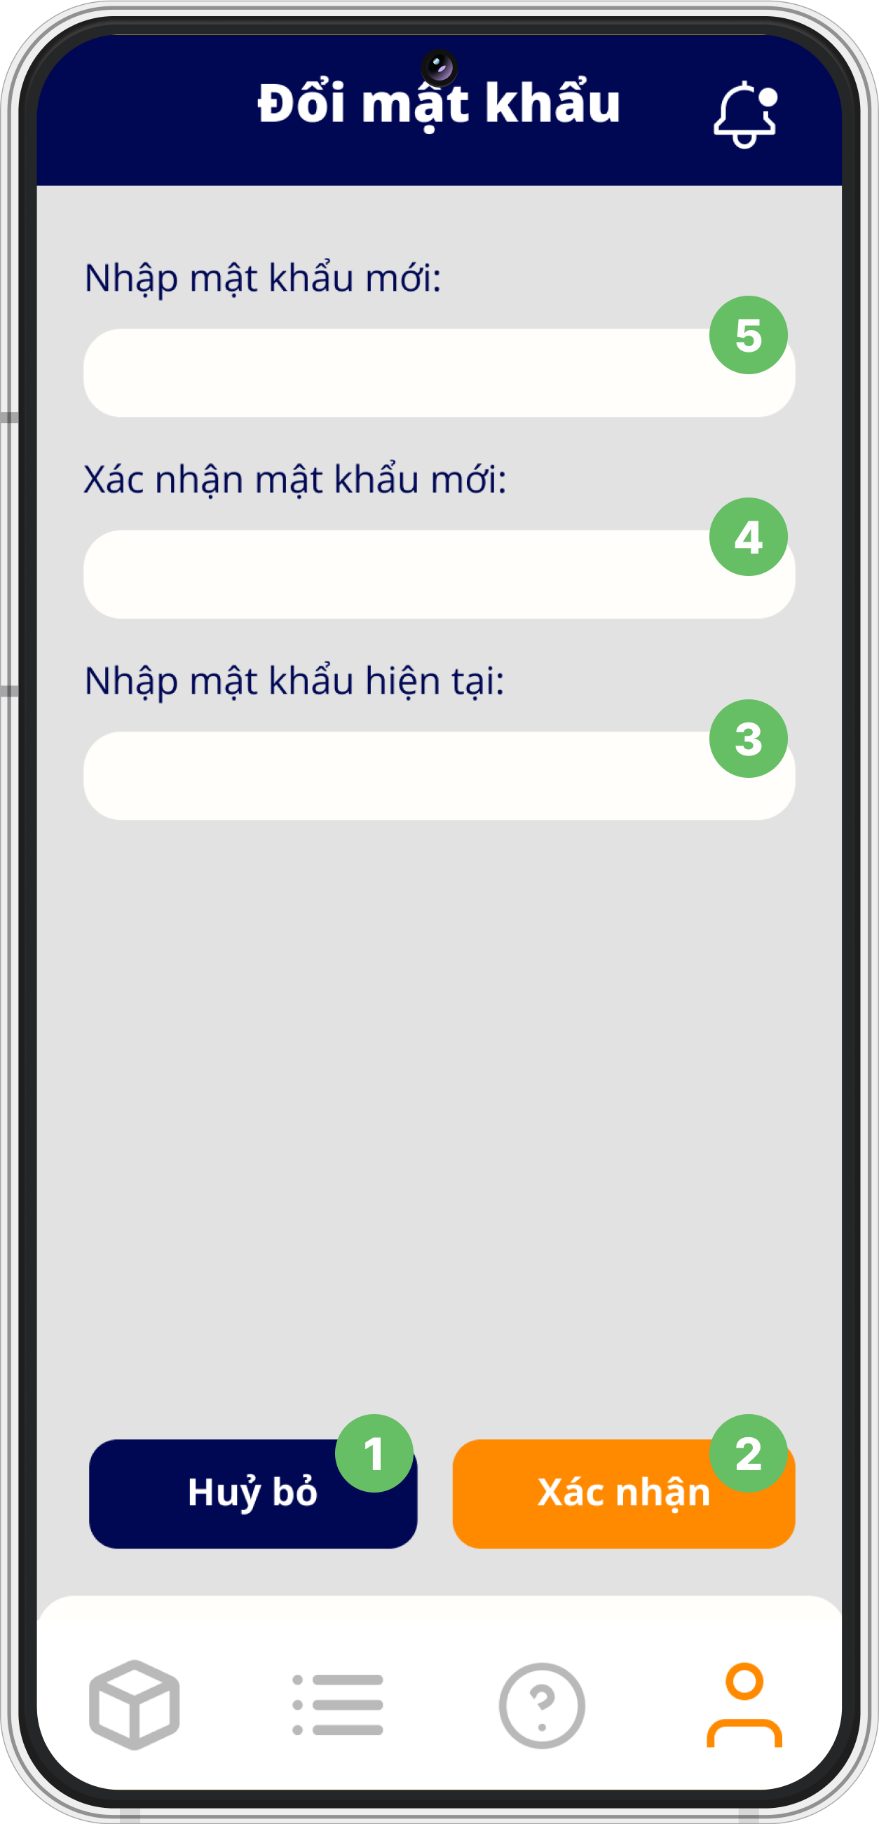 Đổi mật khẩu
Nhập mật khẩu mới:
5
Xác nhận mật khẩu mới:
4
Nhập mật khẩu hiện tại:
3
1
Huỷ bỏ
2
Xác nhận